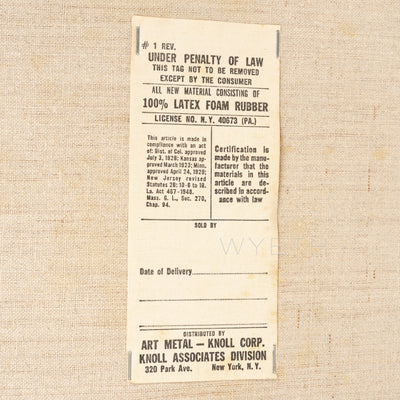 # 1 REV.
UNDER PENALTY OF LAW
THIS TAG NOT TO BE REMOVED
EXCEPT BY THE CONSUMER
ALL NEW MATERIAL CONSISTING OF
100% LATEX FOAM RUBBER
LICENSE NO. N.Y. 40673 (PA.)
This article is made in
compliance with an act
of: Dist. of Col. approved
July 3, 1926; Kansas ap-
proved March 1923; Minn.
approved April 24, 1929;
New Jersey revised
Statutes 26: 10-6 to 18.
La. Act 467-1948.
Mass. G. L., Sec. 270,
Chap. 94.
Certification is
made by the manu-
facturer that the
materials in this
article are de-
scribed in accord-
ance with law
SOLD BY
WYE
Date of Delivery
DISTRIBUTED BY
ART METAL — KNOLL CORP.
KNOLL ASSOCIATES DIVISION
320 Park Ave. New York, N. Y.